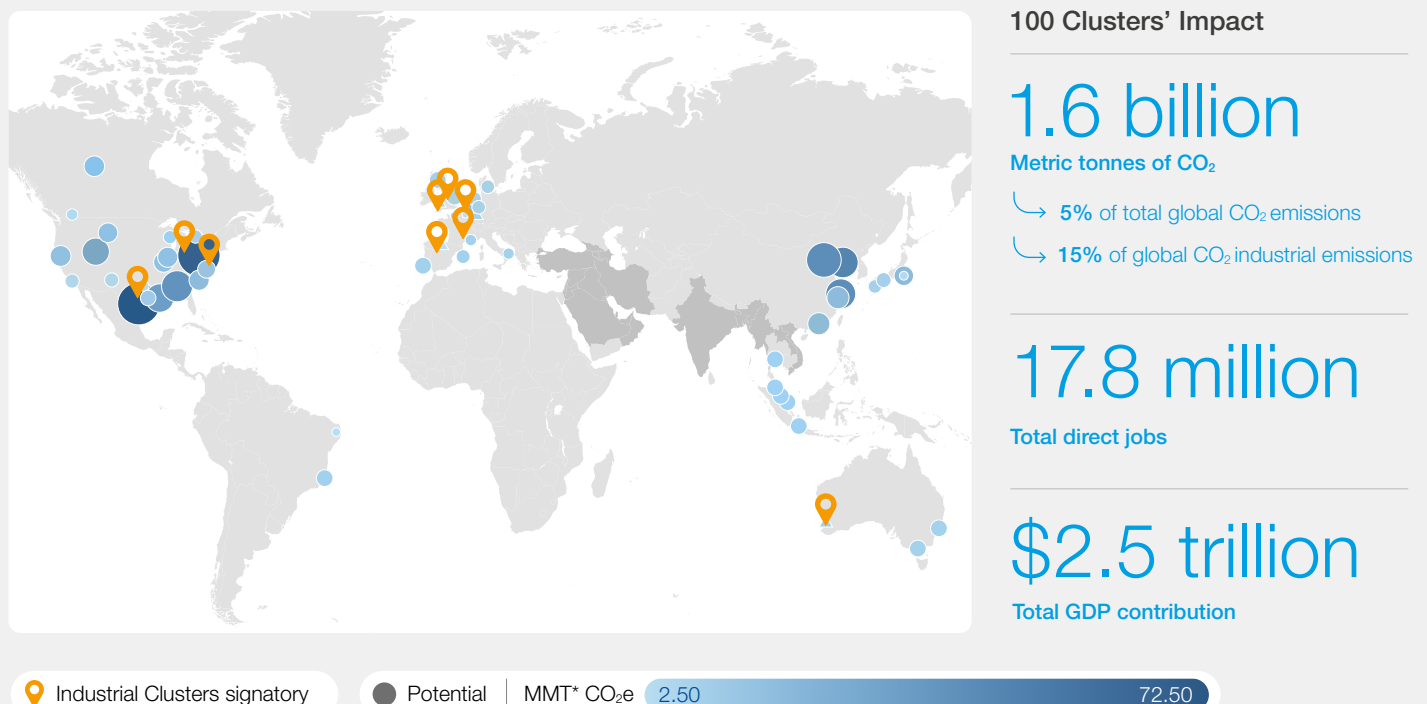 100 Clusters’ Impact
1.6 billion
Metric tonnes of CO₂
5% of total global CO₂ emissions
15% of global CO₂ industrial emissions
17.8 million
Total direct jobs
$2.5 trillion
Total GDP contribution
Industrial Clusters signatory
Potential
MMT* CO₂e
2.50
72.50